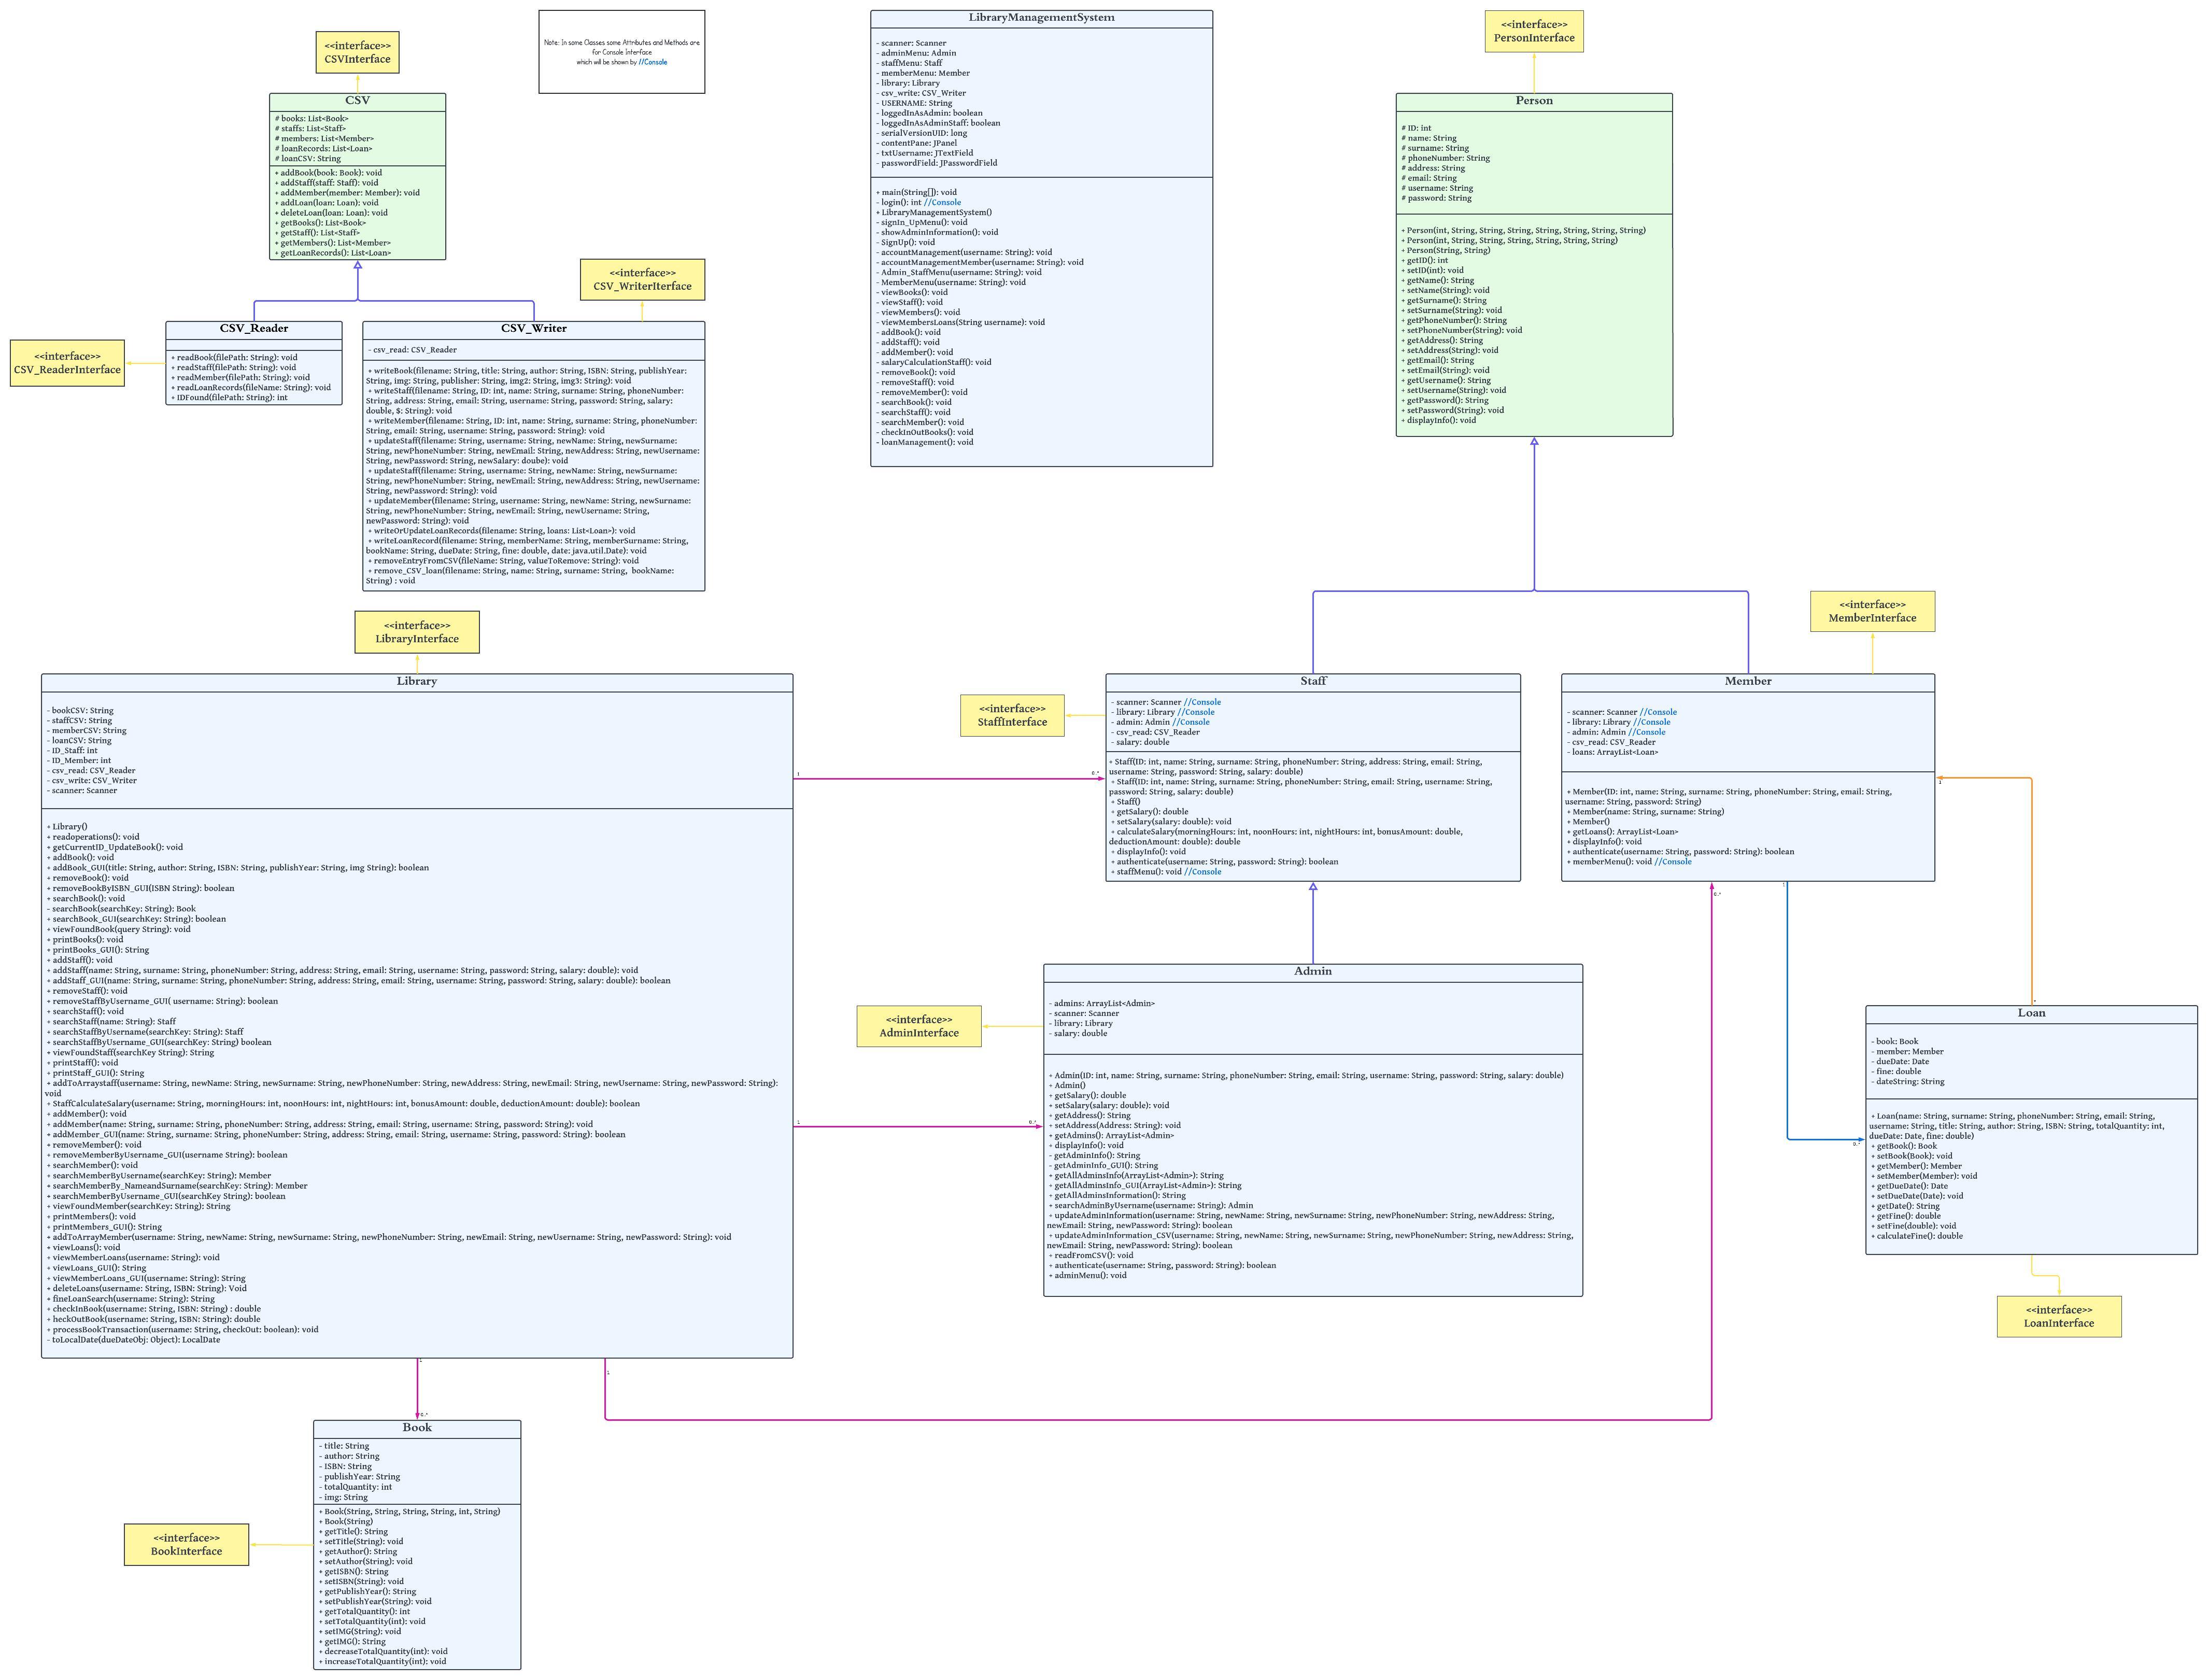 <<interface>>
CSVInterface
Note: In some Classes some Attributes and Methods are
for Console Interface
which will be shown by //Console
CSV
# books: List<Book>
# staffs: List<Staff>
# members: List<Member>
# loanRecords: List<Loan>
# loanCSV: String
+ addBook(book: Book): void
+ addStaff(staff: Staff): void
+ addMember(member: Member): void
+ addLoan(loan: Loan): void
+ deleteLoan(loan: Loan): void
+ getBooks(): List<Book>
+ getStaff(): List<Staff>
+ getMembers(): List<Member>
+ getLoanRecords(): List<Loan>
<<interface>>
CSV_WriterIterface
<<interface>>
CSV_ReaderInterface
CSV_Reader
+ readBook(filePath: String): void
+ readStaff(filePath: String): void
+ readMember(filePath: String): void
+ readLoanRecords(fileName: String): void
+ IDFound(filePath: String): int
CSV_Writer
- csv_read: CSV_Reader
+ writeBook(filename: String, title: String, author: String, ISBN: String, publishYear:
String, img: String, publisher: String, img2: String, img3: String): void
+ writeStaff(filename: String, ID: int, name: String, surname: String, phoneNumber:
String, address: String, email: String, username: String, password: String, salary:
double, $: String): void
+ writeMember(filename: String, ID: int, name: String, surname: String, phoneNumber:
String, email: String, username: String, password: String): void
+ updateStaff(filename: String, username: String, newName: String, newSurname:
String, newPhoneNumber: String, newEmail: String, newAddress: String, newUsername:
String, newPassword: String, newSalary: doube): void
+ updateStaff(filename: String, username: String, newName: String, newSurname:
String, newPhoneNumber: String, newEmail: String, newAddress: String, newUsername:
String, newPassword: String): void
+ updateMember(filename: String, username: String, newName: String, newSurname:
String, newPhoneNumber: String, newEmail: String, newUsername: String,
newPassword: String): void
+ writeOrUpdateLoanRecords(filename: String, loans: List<Loan>): void
+ writeLoanRecord(filename: String, memberName: String, memberSurname: String,
bookName: String, dueDate: String, fine: double, date: java.util.Date): void
+ removeEntryFromCSV(fileName: String, valueToRemove: String): void
+ remove_CSV_loan(filename: String, name: String, surname: String, bookName:
String) : void
LibraryManagementSystem
- scanner: Scanner
- adminMenu: Admin
- staffMenu: Staff
- memberMenu: Member
- library: Library
- csv_write: CSV_Writer
- USERNAME: String
- loggedInAsAdmin: boolean
- loggedInAsAdminStaff: boolean
- serialVersionUID: long
- contentPane: JPanel
- txtUsername: JTextField
- passwordField: JPasswordField
+ main(String[]): void
- login(): int //Console
+ LibraryManagementSystem()
- signIn_UpMenu(): void
- showAdminInformation(): void
- SignUp(): void
- accountManagement(username: String): void
- accountManagementMember(username: String): void
- Admin_StaffMenu(username: String): void
- MemberMenu(username: String): void
- viewBooks(): void
- viewStaff(): void
- viewMembers(): void
- viewMembersLoans(String username): void
- addBook(): void
- addStaff(): void
- addMember(): void
- salaryCalculationStaff(): void
- removeBook(): void
- removeStaff(): void
- removeMember(): void
- searchBook(): void
- searchStaff(): void
- searchMember(): void
- checkInOutBooks(): void
- loanManagement(): void
<<interface>>
PersonInterface
Person
# ID: int
# name: String
# surname: String
# phoneNumber: String
# address: String
# email: String
# username: String
# password: String
+ Person(int, String, String, String, String, String, String, String)
+ Person(int, String, String, String, String, String, String)
+ Person(String, String)
+ getID(): int
+ setID(int): void
+ getName(): String
+ setName(String): void
+ getSurname(): String
+ setSurname(String): void
+ getPhoneNumber(): String
+ setPhoneNumber(String): void
+ getAddress(): String
+ setAddress(String): void
+ getEmail(): String
+ setEmail(String): void
+ getUsername(): String
+ setUsername(String): void
+ getPassword(): String
+ setPassword(String): void
+ displayInfo(): void
<<interface>>
LibraryInterface
Library
- bookCSV: String
- staffCSV: String
- memberCSV: String
- loanCSV: String
- ID_Staff: int
- ID_Member: int
- csv_read: CSV_Reader
- csv_write: CSV_Writer
- scanner: Scanner
+ Library()
+ readoperations(): void
+ getCurrentID_UpdateBook(): void
+ addBook(): void
+ addBook_GUI(title: String, author: String, ISBN: String, publishYear: String, img String): boolean
+ removeBook(): void
+ removeBookByISBN_GUI(ISBN String): boolean
+ searchBook(): void
- searchBook(searchKey: String): Book
+ searchBook_GUI(searchKey: String): boolean
+ viewFoundBook(query String): void
+ printBooks(): void
+ printBooks_GUI(): String
+ addStaff(): void
+ addStaff(name: String, surname: String, phoneNumber: String, address: String, email: String, username: String, password: String, salary: double): void
+ addStaff_GUI(name: String, surname: String, phoneNumber: String, address: String, email: String, username: String, password: String, salary: double): boolean
+ removeStaff(): void
+ removeStaffByUsername_GUI( username: String): boolean
+ searchStaff(): void
+ searchStaff(name: String): Staff
+ searchStaffByUsername(searchKey: String): Staff
+ searchStaffByUsername_GUI(searchKey: String) boolean
+ viewFoundStaff(searchKey String): String
+ printStaff(): void
+ printStaff_GUI(): String
+ addToArraystaff(username: String, newName: String, newSurname: String, newPhoneNumber: String, newAddress: String, newEmail: String, newUsername: String, newPassword: String):
void
+ StaffCalculateSalary(username: String, morningHours: int, noonHours: int, nightHours: int, bonusAmount: double, deductionAmount: double): boolean
+ addMember(): void
+ addMember(name: String, surname: String, phoneNumber: String, address: String, email: String, username: String, password: String): void
+ addMember_GUI(name: String, surname: String, phoneNumber: String, address: String, email: String, username: String, password: String): boolean
+ removeMember(): void
+ removeMemberByUsername_GUI(username String): boolean
+ searchMember(): void
+ searchMemberByUsername(searchKey: String): Member
+ searchMemberBy_NameandSurname(searchKey: String): Member
+ searchMemberByUsername_GUI(searchKey String): boolean
+ viewFoundMember(searchKey: String): String
+ printMembers(): void
+ printMembers_GUI(): String
+ addToArrayMember(username: String, newName: String, newSurname: String, newPhoneNumber: String, newEmail: String, newUsername: String, newPassword: String): void
+ viewLoans(): void
+ viewMemberLoans(username: String): void
+ viewLoans_GUI(): String
+ viewMemberLoans_GUI(username: String): String
+ deleteLoans(username: String, ISBN: String): Void
+ fineLoanSearch(username: String): String
+ checkInBook(username: String, ISBN: String) : double
+ heckOutBook(username: String, ISBN: String): double
+ processBookTransaction(username: String, checkOut: boolean): void
- toLocalDate(dueDateObj: Object): LocalDate
1
0..*
1
0..*
1
0..*
1
0..*
<<interface>>
StaffInterface
Staff
- scanner: Scanner //Console
- library: Library //Console
- admin: Admin //Console
- csv_read: CSV_Reader
- salary: double
+ Staff(ID: int, name: String, surname: String, phoneNumber: String, address: String, email: String,
username: String, password: String, salary: double)
+ Staff(ID: int, name: String, surname: String, phoneNumber: String, email: String, username: String,
password: String, salary: double)
+ Staff()
+ getSalary(): double
+ setSalary(salary: double): void
+ calculateSalary(morningHours: int, noonHours: int, nightHours: int, bonusAmount: double,
deductionAmount: double): double
+ displayInfo(): void
+ authenticate(username: String, password: String): boolean
+ staffMenu(): void //Console
<<interface>>
MemberInterface
Member
- scanner: Scanner //Console
- library: Library //Console
- admin: Admin //Console
- csv_read: CSV_Reader
- loans: ArrayList<Loan>
+ Member(ID: int, name: String, surname: String, phoneNumber: String, email: String,
username: String, password: String)
+ Member(name: String, surname: String)
+ Member()
+ getLoans(): ArrayList<Loan>
+ displayInfo(): void
+ authenticate(username: String, password: String): boolean
+ memberMenu(): void //Console
1
1
0..*
*
<<interface>>
AdminInterface
Admin
- admins: ArrayList<Admin>
- scanner: Scanner
- library: Library
- salary: double
+ Admin(ID: int, name: String, surname: String, phoneNumber: String, email: String, username: String, password: String, salary: double)
+ Admin()
+ getSalary(): double
+ setSalary(salary: double): void
+ getAddress(): String
+ setAddress(Address: String): void
+ getAdmins(): ArrayList<Admin>
+ displayInfo(): void
- getAdminInfo(): String
- getAdminInfo_GUI(): String
+ getAllAdminsInfo(ArrayList<Admin>): String
+ getAllAdminsInfo_GUI(ArrayList<Admin>): String
+ getAllAdminsInformation(): String
+ searchAdminByUsername(username: String): Admin
+ updateAdminInformation(username: String, newName: String, newSurname: String, newPhoneNumber: String, newAddress: String,
newEmail: String, newPassword: String): boolean
+ updateAdminInformation_CSV(username: String, newName: String, newSurname: String, newPhoneNumber: String, newAddress: String,
newEmail: String, newPassword: String): boolean
+ readFromCSV(): void
+ authenticate(username: String, password: String): boolean
+ adminMenu(): void
Loan
- book: Book
- member: Member
- dueDate: Date
- fine: double
- dateString: String
+ Loan(name: String, surname: String, phoneNumber: String, email: String,
username: String, title: String, author: String, ISBN: String, totalQuantity: int,
dueDate: Date, fine: double)
+ getBook(): Book
+ setBook(Book): void
+ getMember(): Member
+ setMember(Member): void
+ getDueDate(): Date
+ setDueDate(Date): void
+ getDate(): String
+ getFine(): double
+ setFine(double): void
+ calculateFine(): double
<<interface>>
LoanInterface
Book
- title: String
- author: String
- ISBN: String
- publishYear: String
- totalQuantity: int
- img: String
+ Book(String, String, String, String, int, String)
+ Book(String)
+ getTitle(): String
+ setTitle(String): void
+ getAuthor(): String
+ setAuthor(String): void
+ getISBN(): String
+ setISBN(String): void
+ getPublishYear(): String
+ setPublishYear(String): void
+ getTotalQuantity(): int
+ setTotalQuantity(int): void
+ setIMG(String): void
+ getIMG(): String
+ decreaseTotalQuantity(int): void
+ increaseTotalQuantity(int): void
<<interface>>
BookInterface